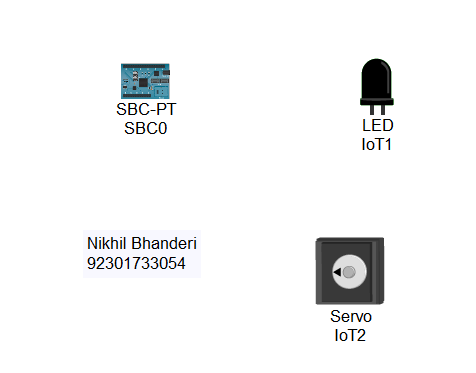 SBC-PT
SBC0
LED
IoT1
Nikhil Bhanderi
92301733054
Servo
IoT2